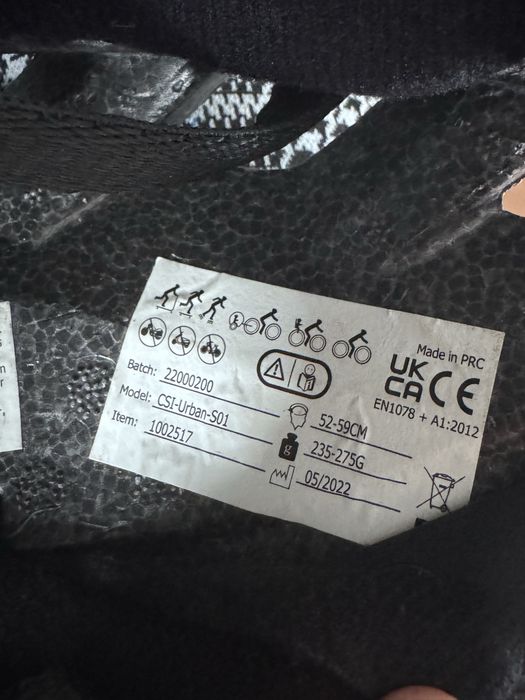 Made in PRC
UK
CA CE
EN1078 + A1:2012
Batch: 22000200
Model: CSI-Urban-S01
Item: 1002517
52-59CM
g 235-275G
05/2022